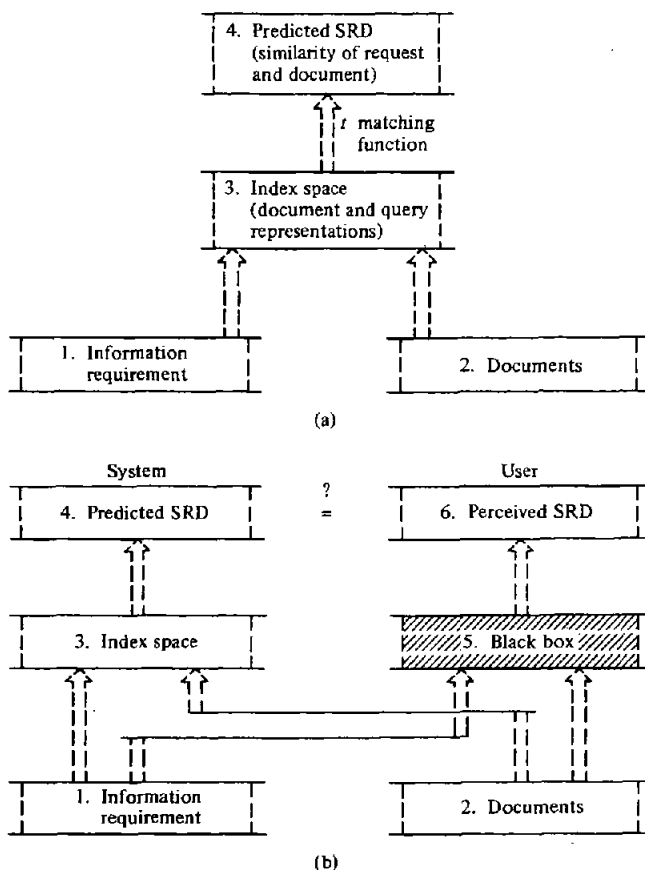 4. Predicted SRD
(similarity of request
and document)
t matching
function
3. Index space
(document and query
representations)
1. Information
requirement
2. Documents
(a)
System
User
4. Predicted SRD
?
=
6. Perceived SRD
3. Index space
5. Black box
1. Information
requirement
2. Documents
(b)